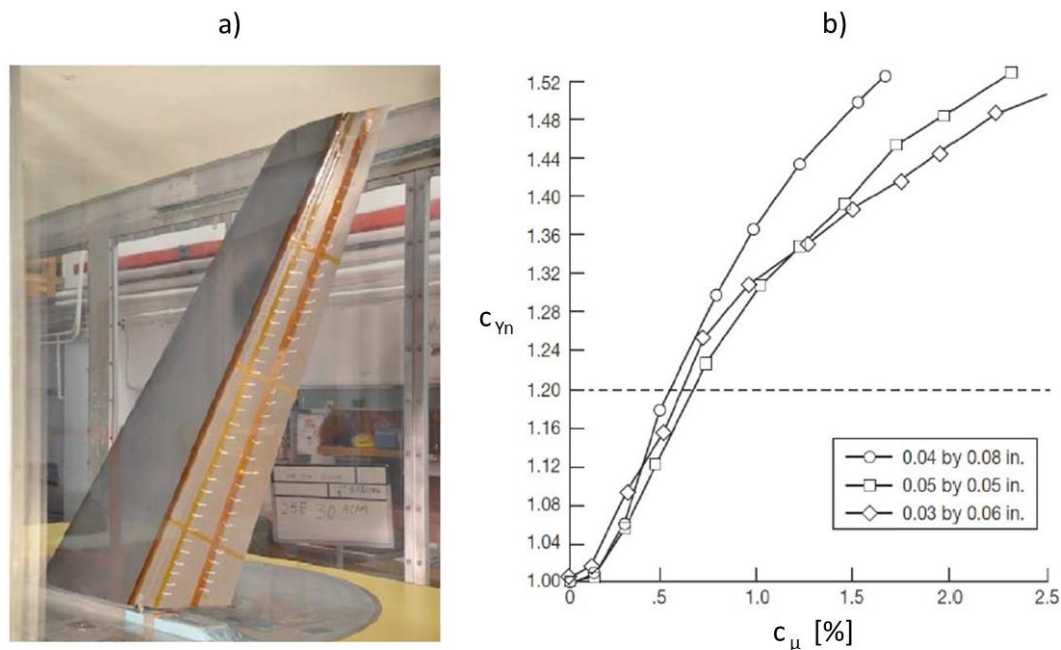 a)
b)
1.52
1.48
1.44
1.40
1.36
1.32
1.28
1.24
1.20
1.16
1.12
1.08
1.04
1.00
c_Yn
0 .5 1.0 1.5 2.0 2.5
c_μ [%]
0.04 by 0.08 in.
0.05 by 0.05 in.
0.03 by 0.06 in.
SPACING
25E 30